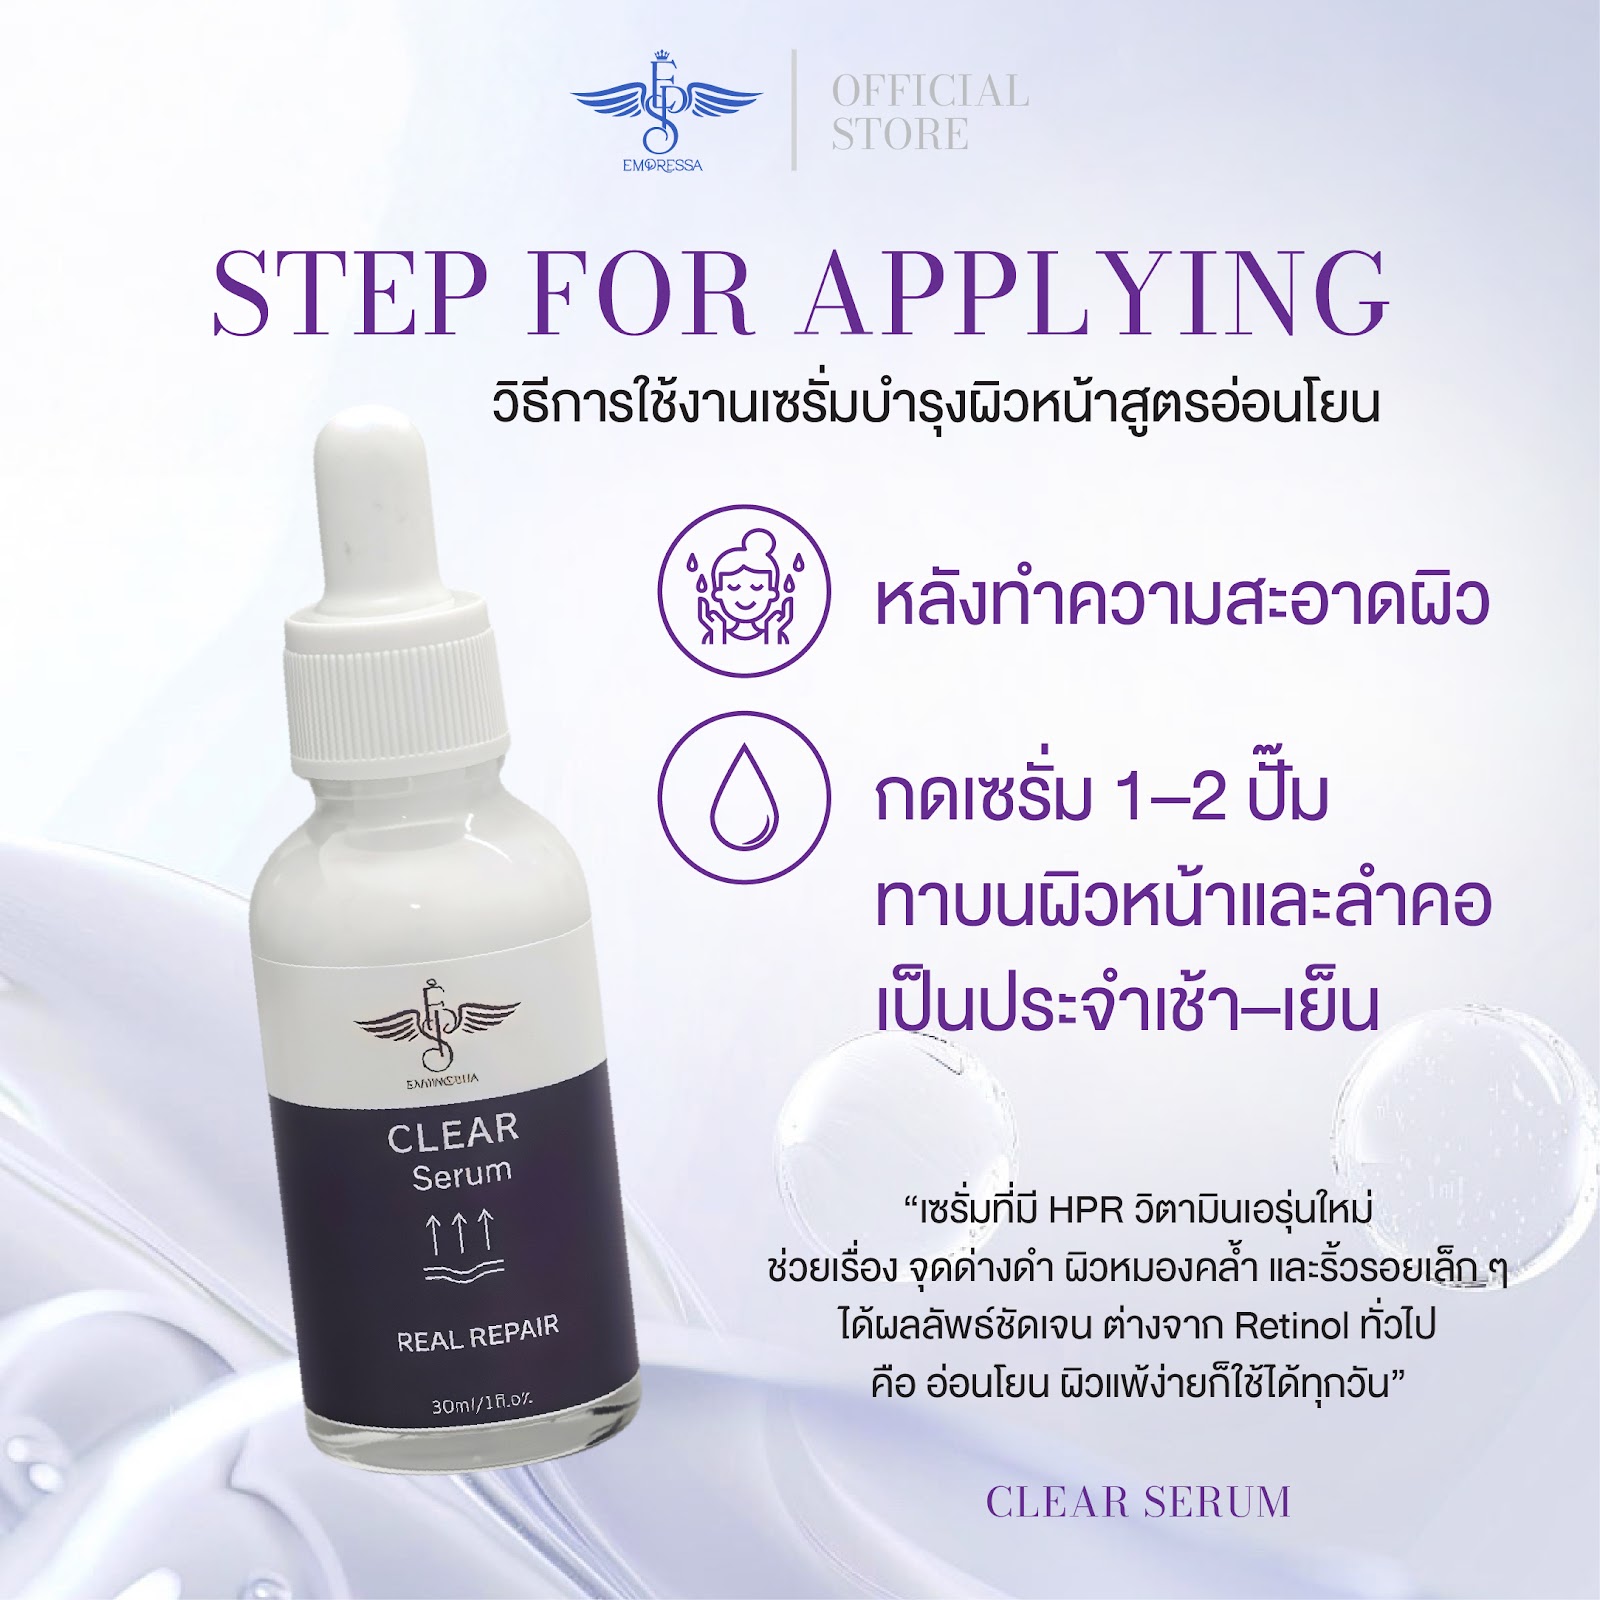 EMPRESSA
OFFICIAL
STORE
STEP FOR APPLYING
วิธีการใช้งานเซรั่มบำรุงผิวหน้าสูตรอ่อนโยน
หลังทำความสะอาดผิว
กดเซรั่ม 1–2 ปั๊ม
ทาบนผิวหน้าและลำคอ
เป็นประจำเช้า–เย็น
CLEAR
Serum
REAL REPAIR
30ml/1fl.oz
“เซรั่มที่มี HPR วิตามินเอรุ่นใหม่
ช่วยเรื่อง จุดด่างดำ ผิวหมองคล้ำ และริ้วรอยเล็ก ๆ
ได้ผลลัพธ์ชัดเจน ต่างจาก Retinol ทั่วไป
คือ อ่อนโยน ผิวแพ้ง่ายก็ใช้ได้ทุกวัน”
CLEAR SERUM